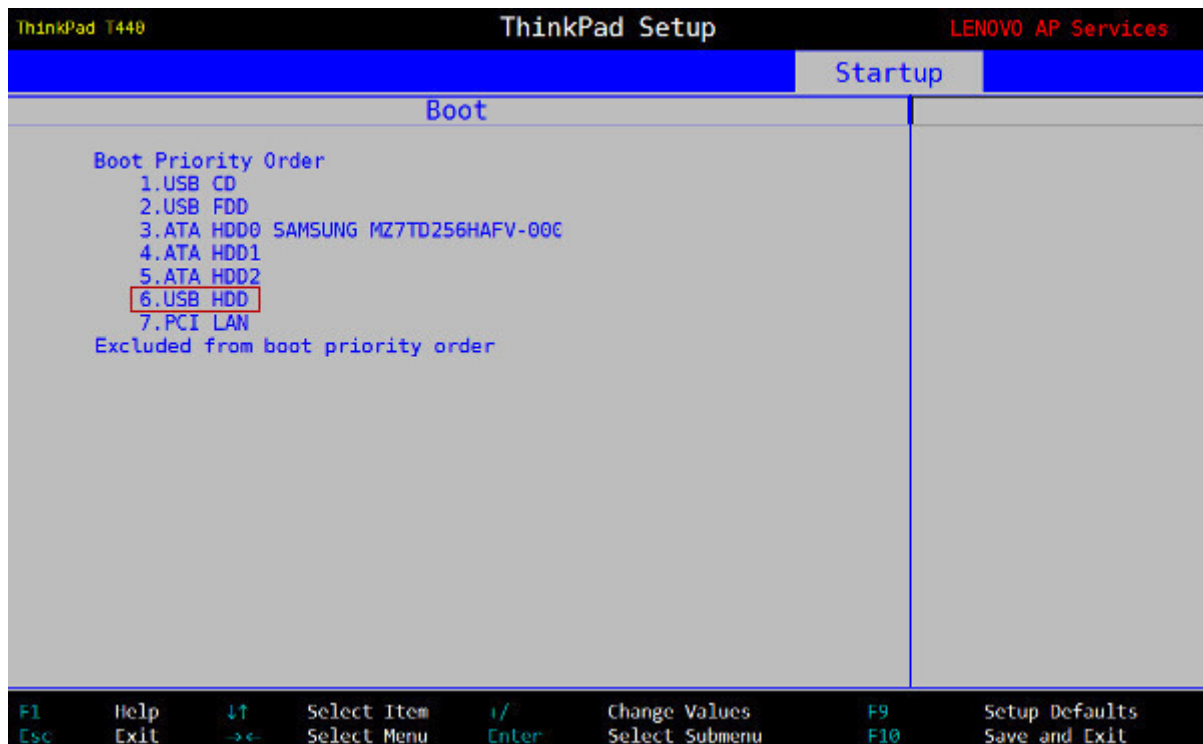 ThinkPad T440 ThinkPad Setup LENOVO AP Services
Startup
Boot
Boot Priority Order
1.USB CD
2.USB FDD
3.ATA HDD0 SAMSUNG MZ7TD256HAFV-000
4.ATA HDD1
5.ATA HDD2
6.USB HDD
7.PCI LAN
Excluded from boot priority order
F1 Help ↓↑ Select Item Change Values F9 Setup Defaults
Esc Exit →← Select Menu Enter Select Submenu F10 Save and Exit